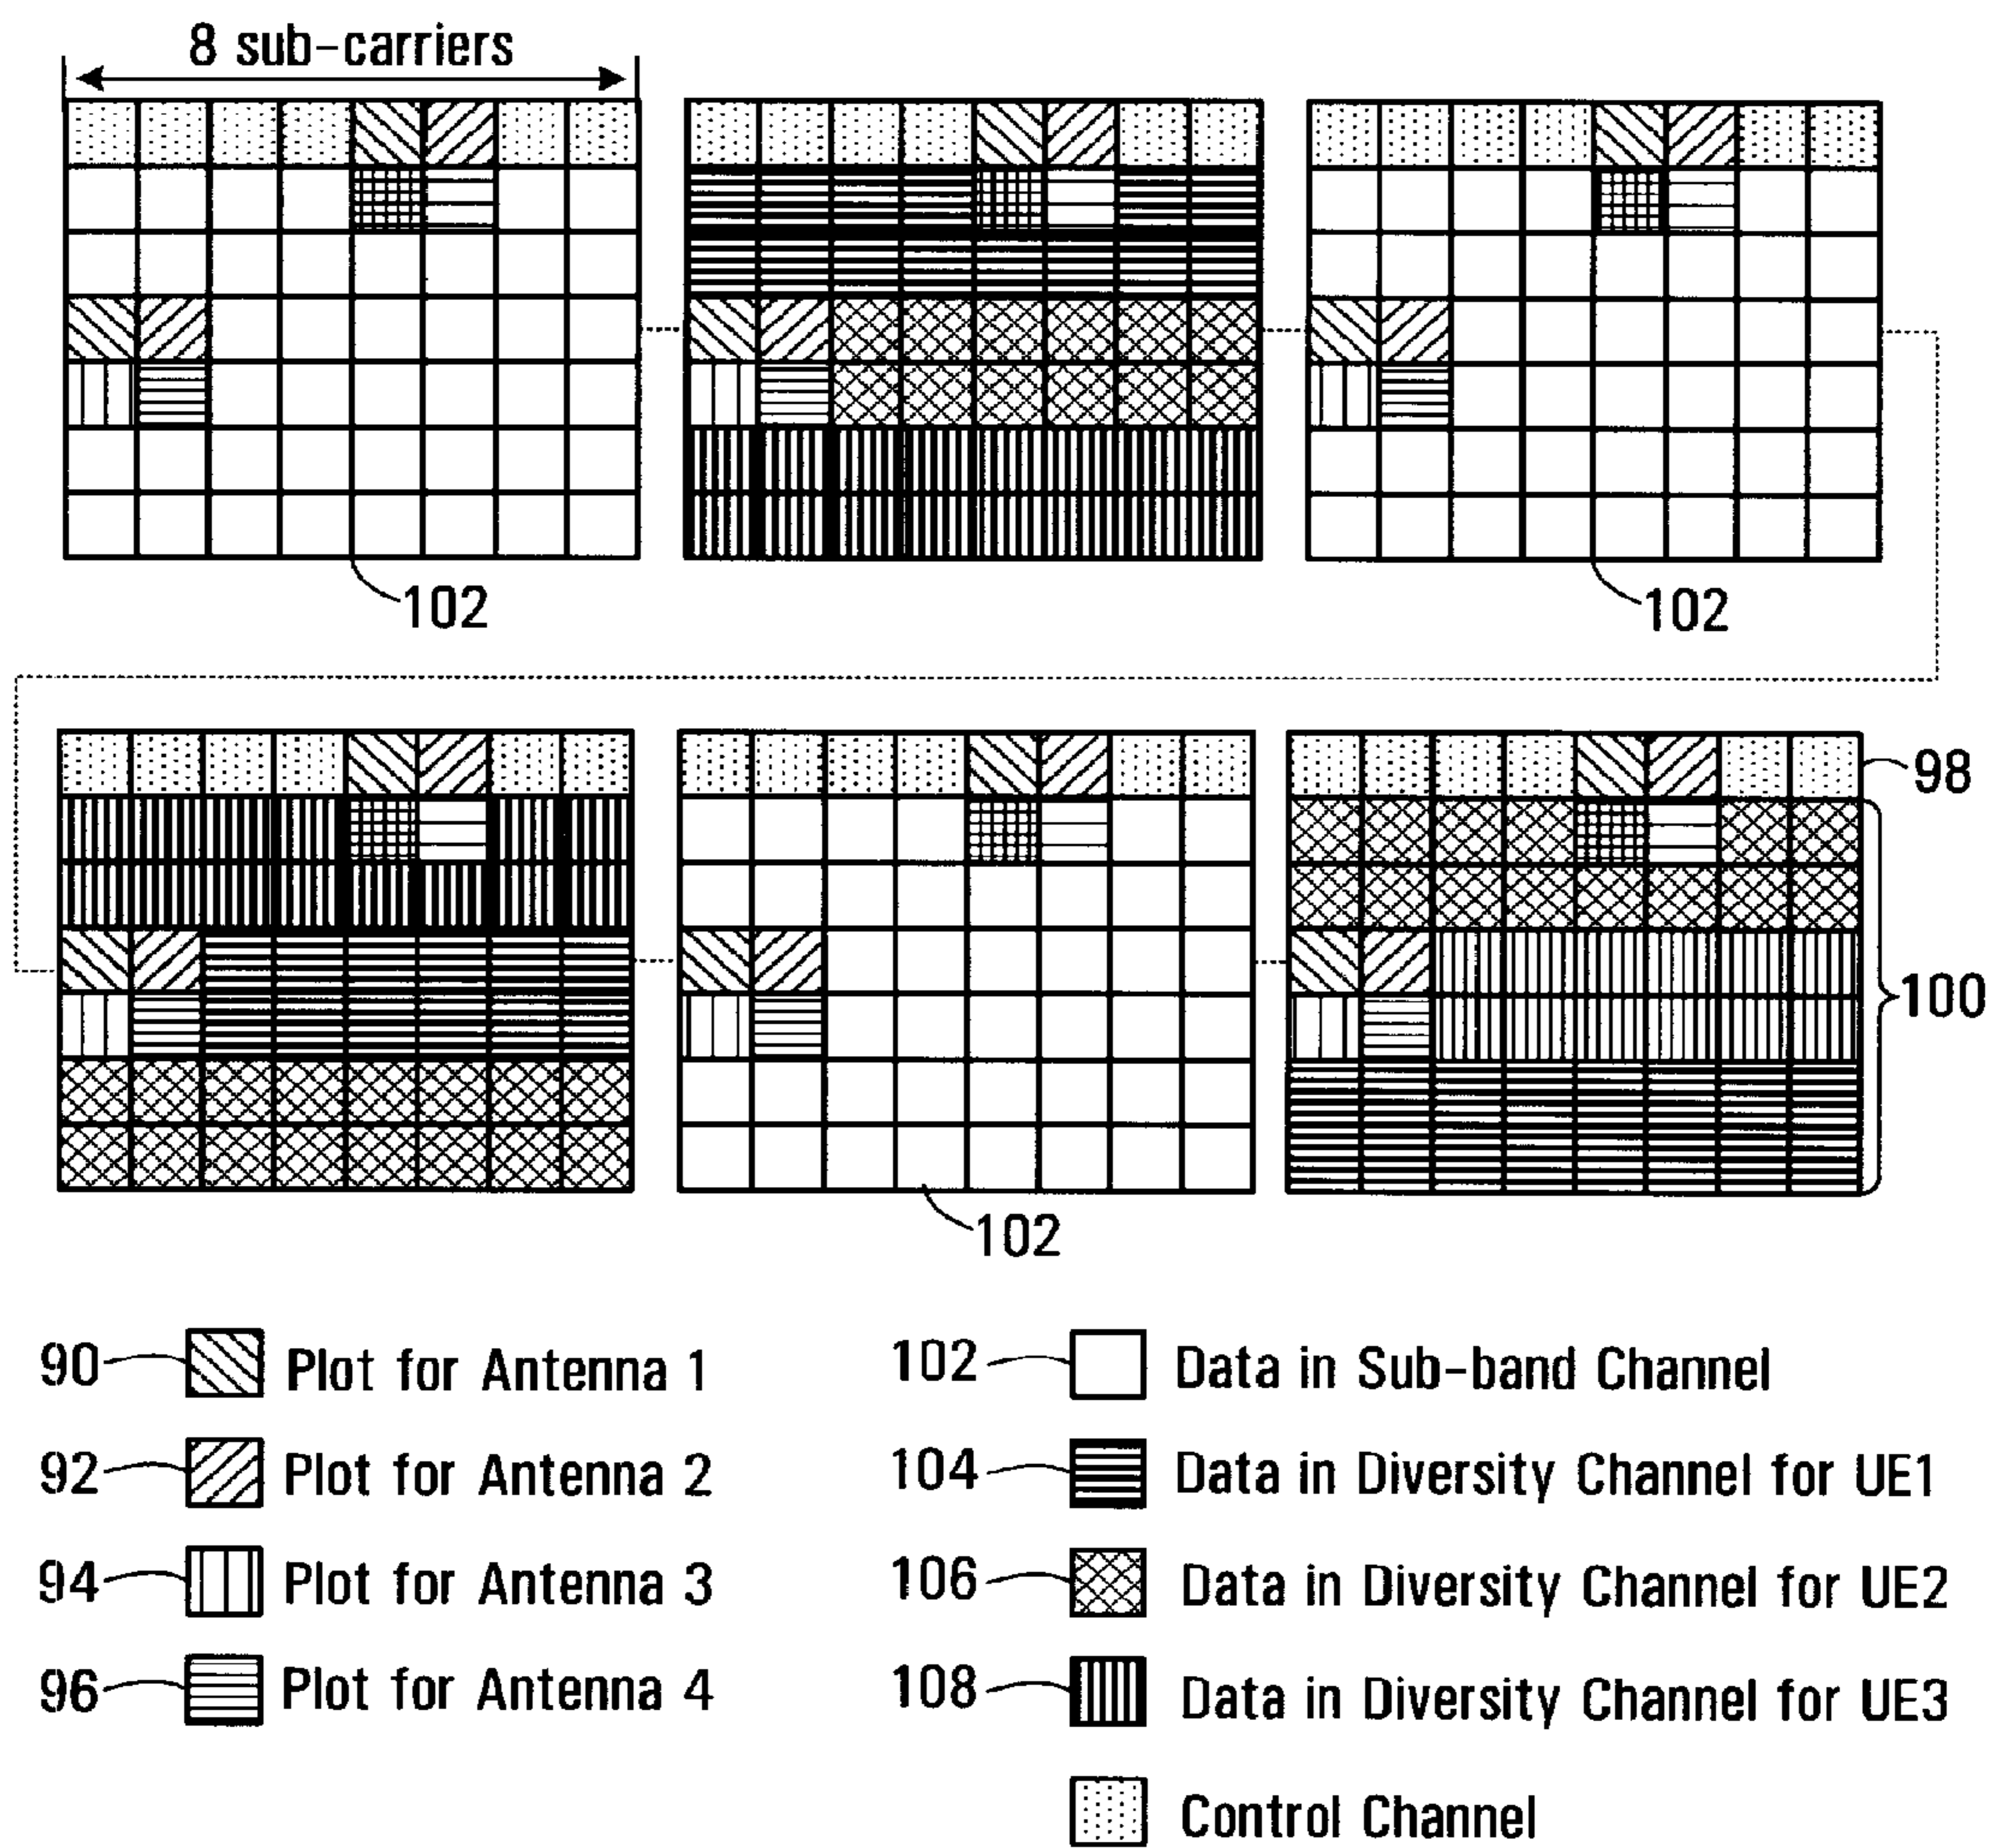 8 sub-carriers
102
102
98
100
102
90 Plot for Antenna 1
92 Plot for Antenna 2
94 Plot for Antenna 3
96 Plot for Antenna 4
102 Data in Sub-band Channel
104 Data in Diversity Channel for UE1
106 Data in Diversity Channel for UE2
108 Data in Diversity Channel for UE3
Control Channel